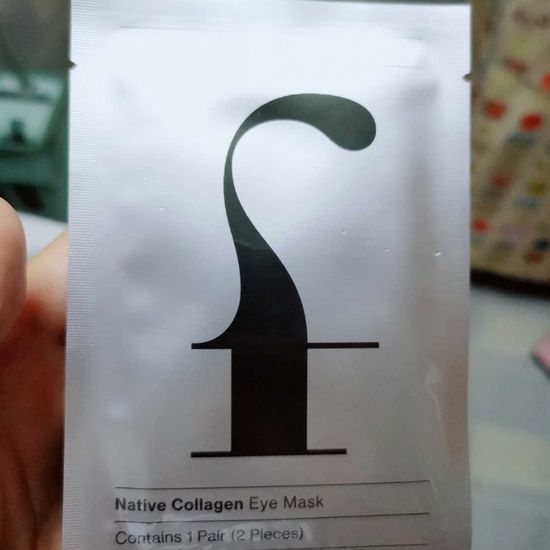 f
Native Collagen Eye Mask
Contains 1 Pair (2 Pieces)